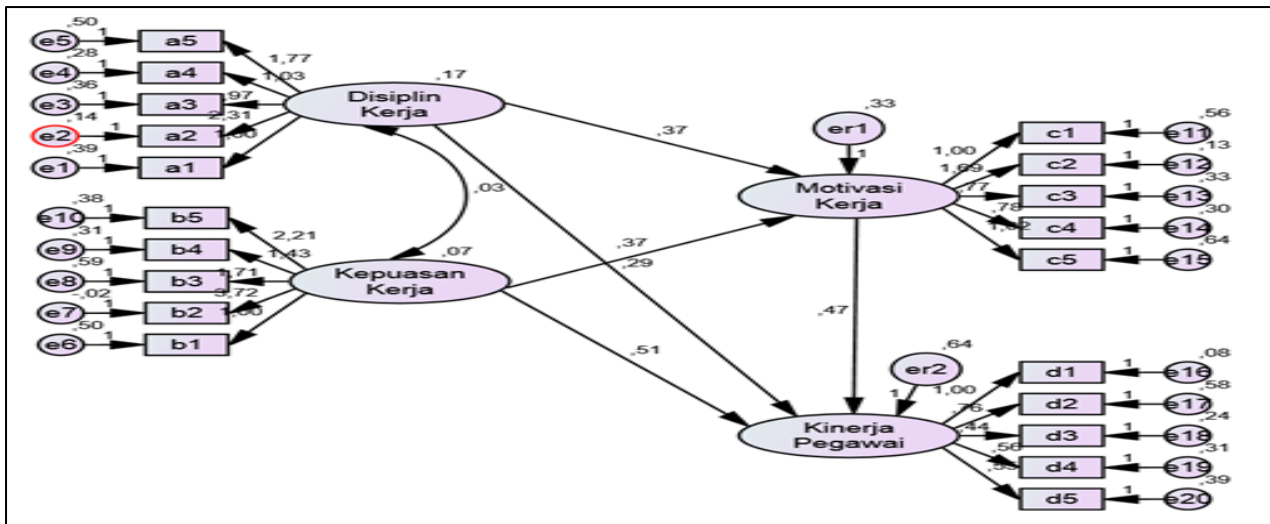 ,50
e5 1 a5
,28
e4 1 a4
,36
e3 1 a3
,14
e2 1 a2
,39
e1 1 a1
1,77
1,03
,97
2,31
1,00
,17
Disiplin
Kerja
,03
,38
e10 1 b5
,31
e9 1 b4
,59
e8 1 b3
-,02
e7 1 b2
,50
e6 1 b1
2,21
1,43
1,71
3,72
1,00
,07
Kepuasan
Kerja
,37
,37
,29
,51
,47
,33
er1
1
Motivasi
Kerja
1,00
1,69
,77
,78
,56
c1 1 e11
,13
c2 1 e12
,33
c3 1 e13
,30
c4 1 e14
,64
c5 1 e15
,64
er2
1
Kinerja
Pegawai
1,00
,76
,44
,56
,08
d1 1 e16
,58
d2 1 e17
,24
d3 1 e18
,31
d4 1 e19
,39
d5 1 e20